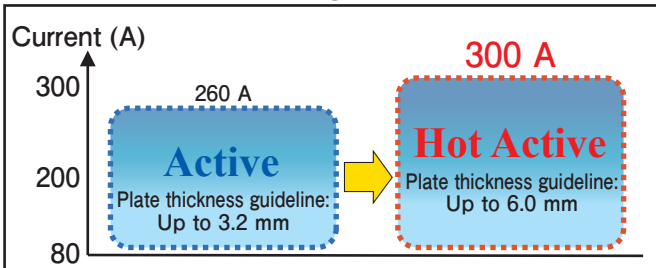 Current (A)
300
200
80
260 A
Active
Plate thickness guideline:
Up to 3.2 mm
300 A
Hot Active
Plate thickness guideline:
Up to 6.0 mm